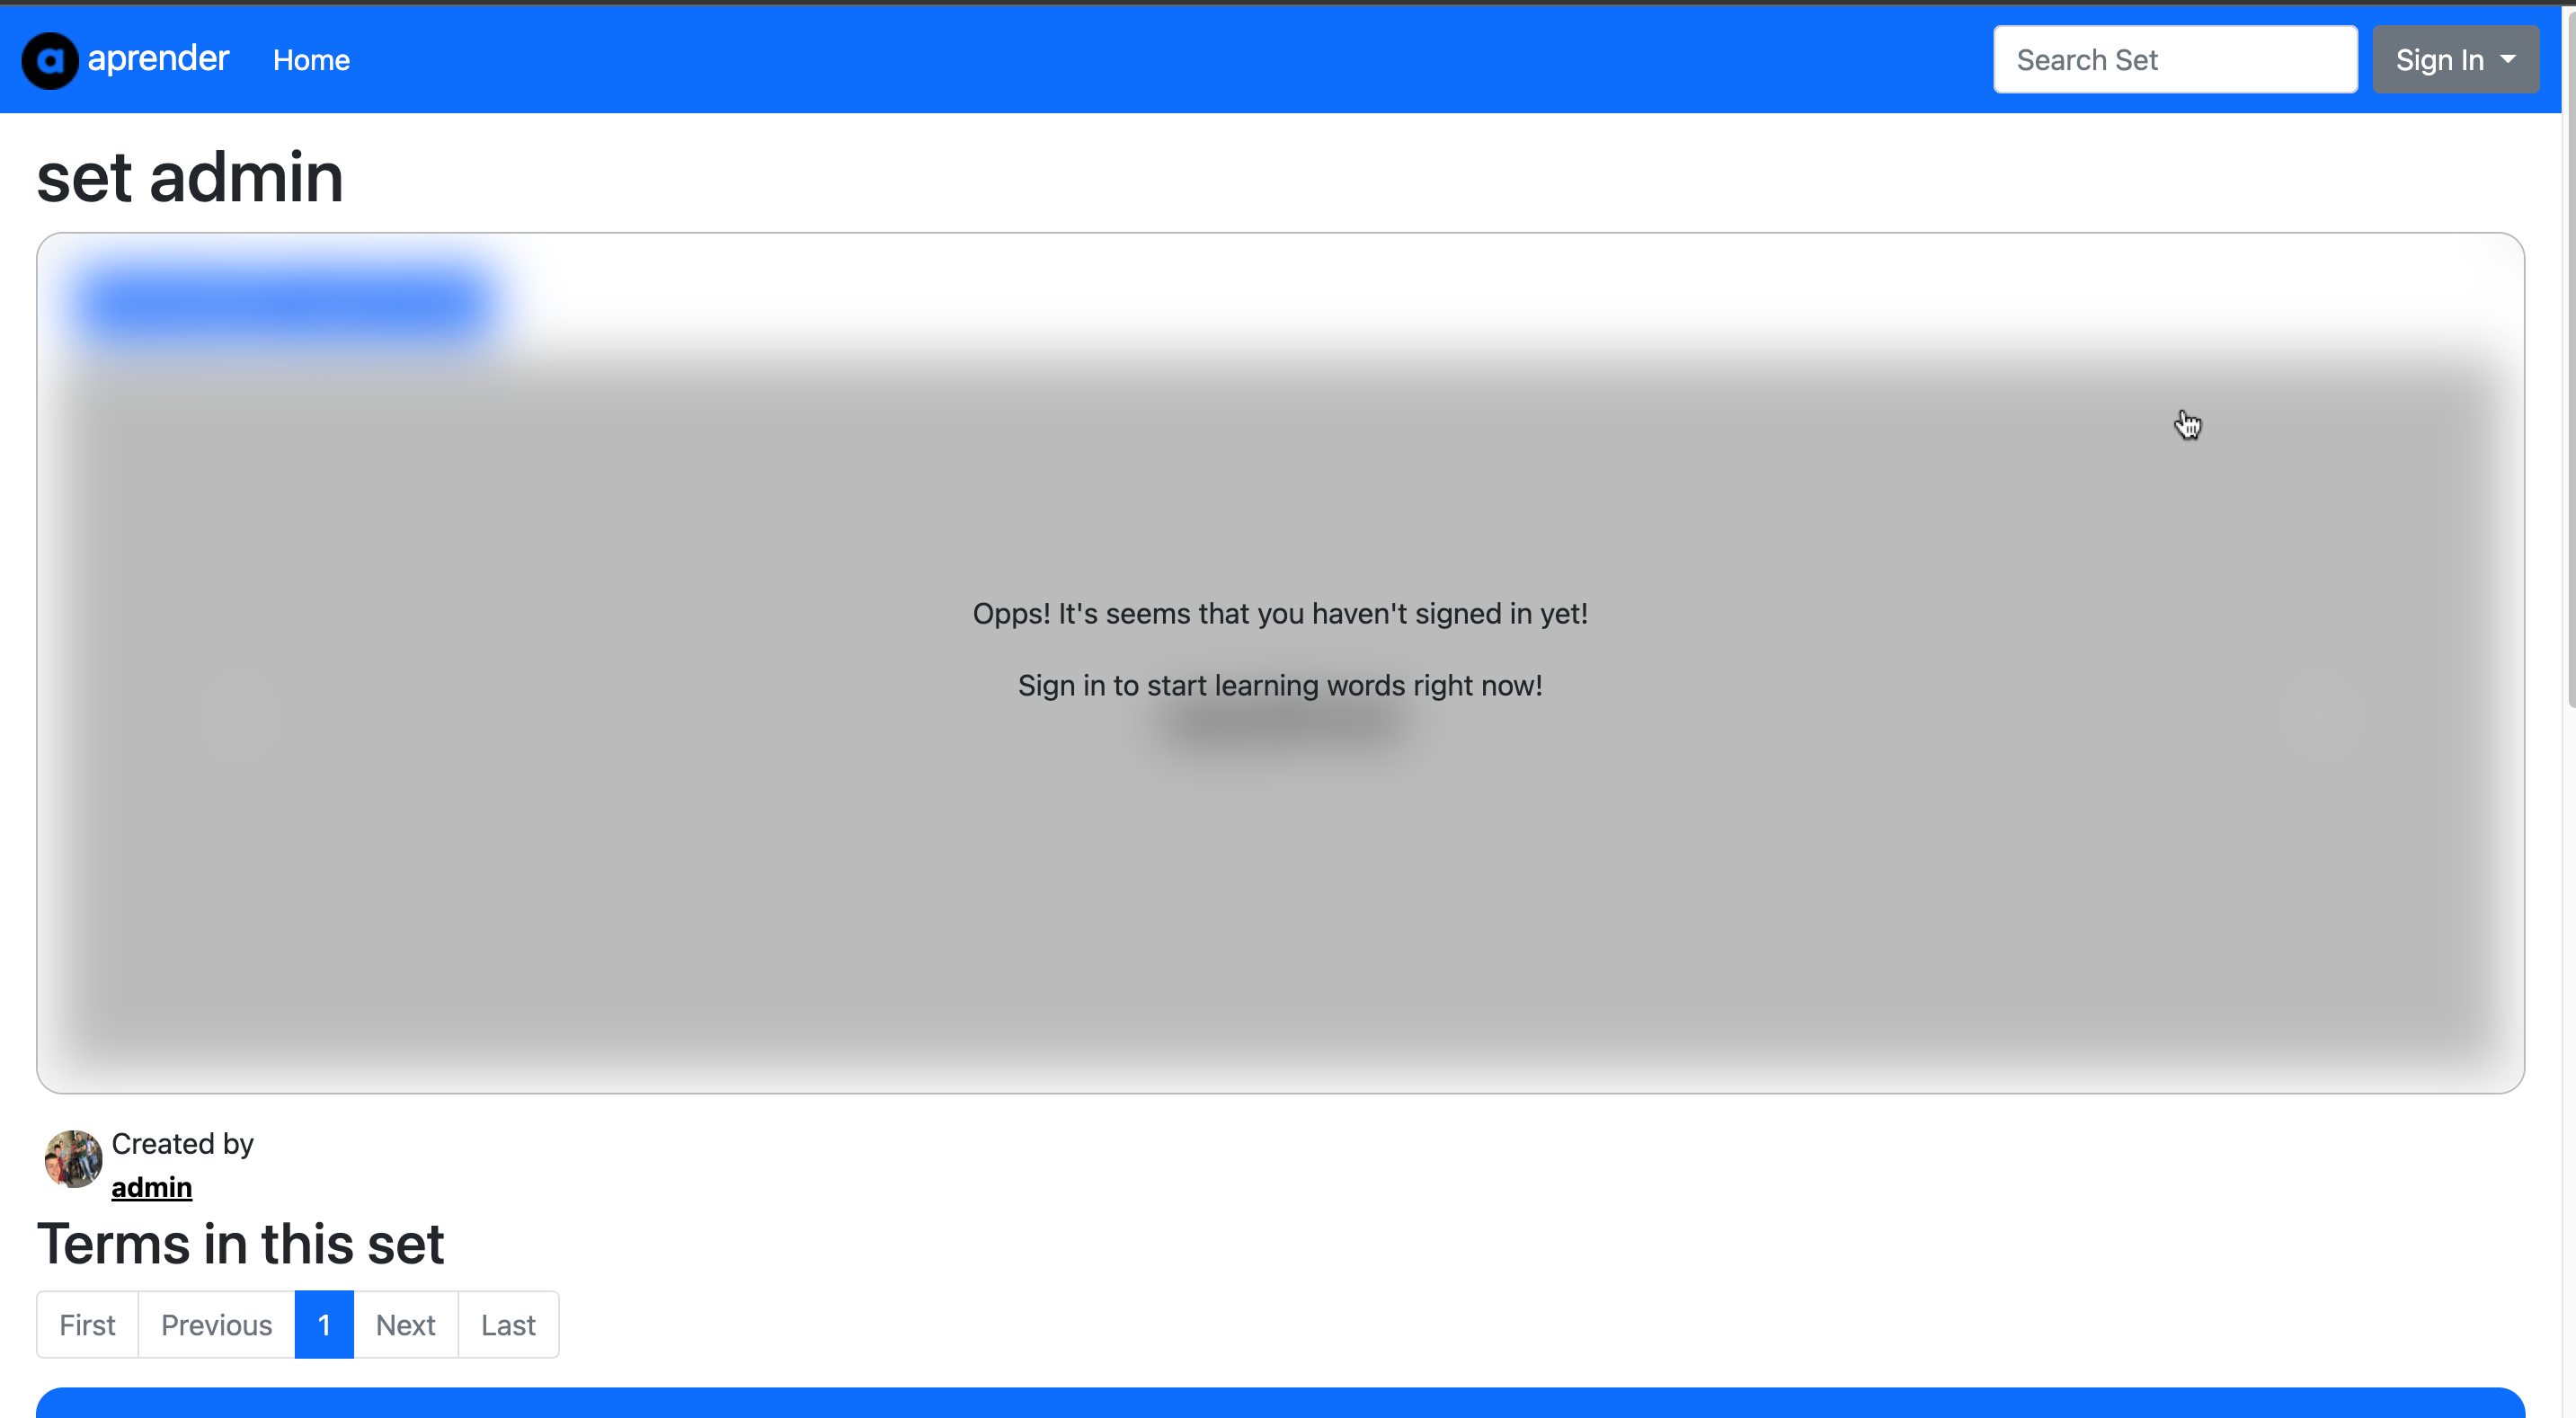 a aprender Home Search Set Sign In
set admin
Opps! It's seems that you haven't signed in yet!
Sign in to start learning words right now!
Created by
admin
Terms in this set
First Previous 1 Next Last